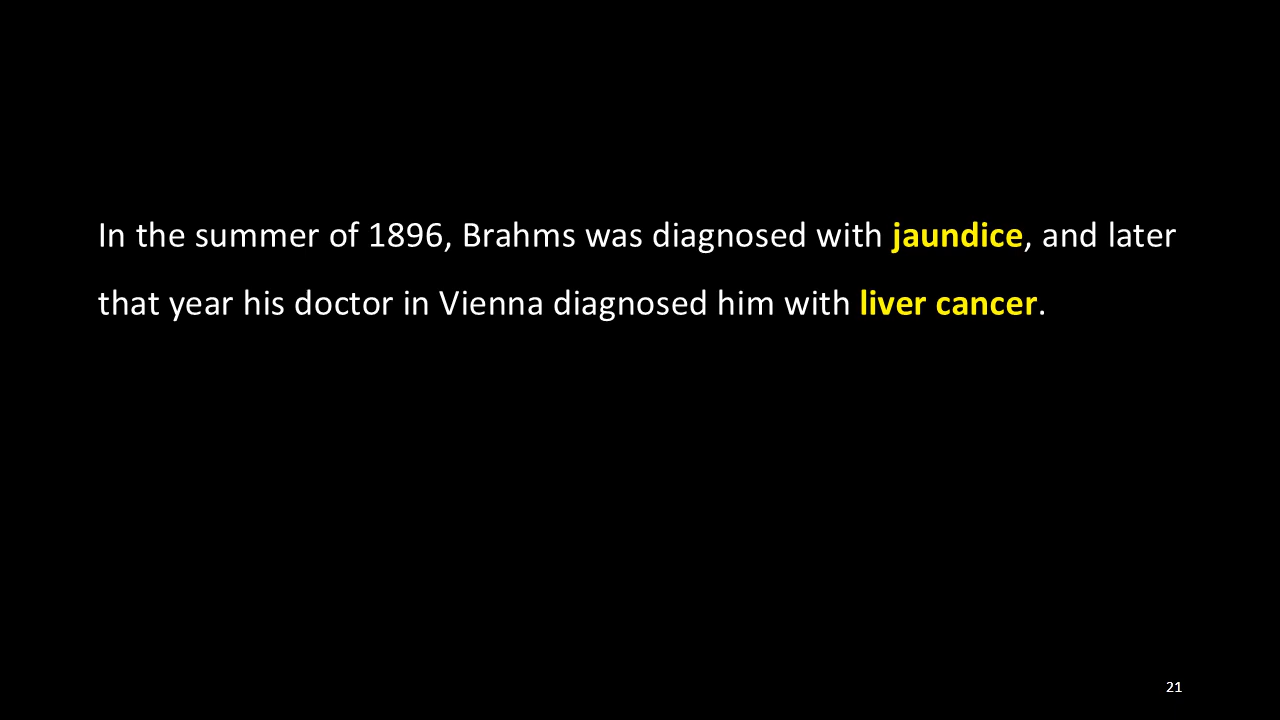 In the summer of 1896, Brahms was diagnosed with jaundice, and later
that year his doctor in Vienna diagnosed him with liver cancer.
21